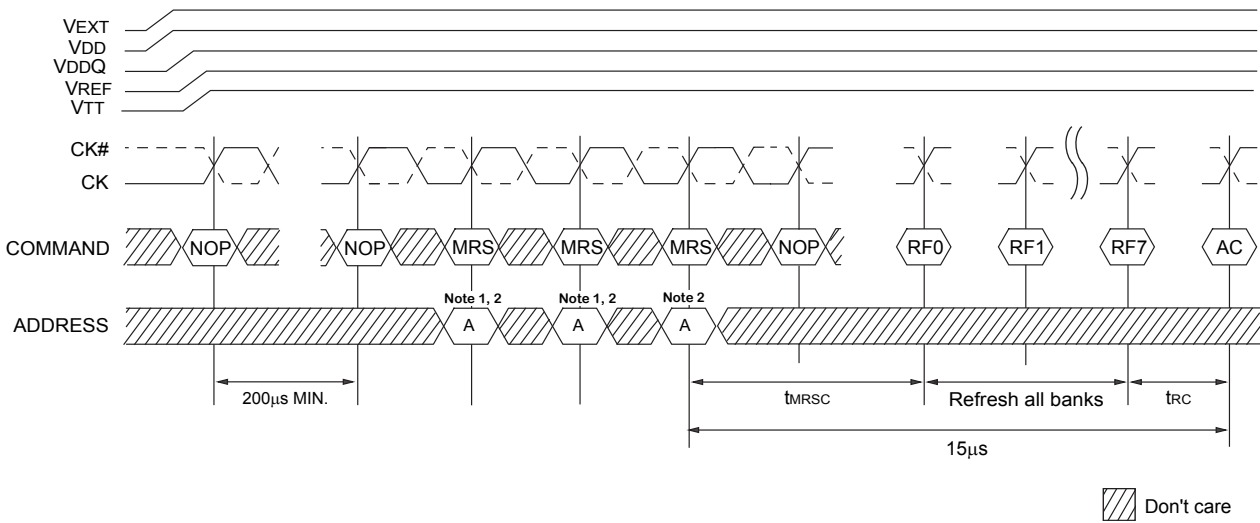 VEXT
VDD
VDDQ
VREF
VTT
CK#
CK
COMMAND NOP NOP MRS MRS MRS NOP RF0 RF1 RF7 AC
Note 1, 2 Note 1, 2 Note 2
ADDRESS A A A
200μs MIN. tMRSC Refresh all banks tRC
15μs
Don't care